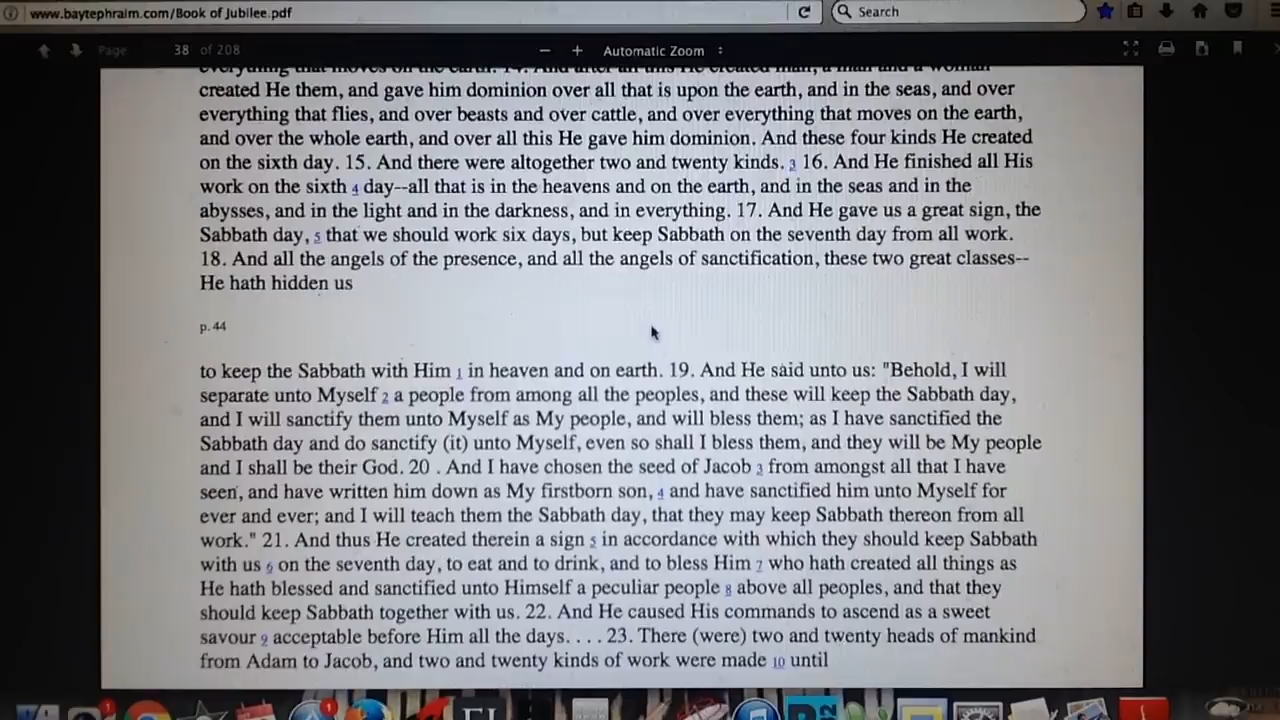 www.baytephraim.com/Book of Jubilee.pdf
Search
Page 38 of 208
Automatic Zoom
everything that moves on the earth. 14. And after all this He created man, a man and a woman
created He them, and gave him dominion over all that is upon the earth, and in the seas, and over
everything that flies, and over beasts and over cattle, and over everything that moves on the earth,
and over the whole earth, and over all this He gave him dominion. And these four kinds He created
on the sixth day. 15. And there were altogether two and twenty kinds. 3 16. And He finished all His
work on the sixth 4 day--all that is in the heavens and on the earth, and in the seas and in the
abysses, and in the light and in the darkness, and in everything. 17. And He gave us a great sign, the
Sabbath day, 5 that we should work six days, but keep Sabbath on the seventh day from all work.
18. And all the angels of the presence, and all the angels of sanctification, these two great classes--
He hath hidden us
p. 44
to keep the Sabbath with Him 1 in heaven and on earth. 19. And He said unto us: "Behold, I will
separate unto Myself 2 a people from among all the peoples, and these will keep the Sabbath day,
and I will sanctify them unto Myself as My people, and will bless them; as I have sanctified the
Sabbath day and do sanctify (it) unto Myself, even so shall I bless them, and they will be My people
and I shall be their God. 20 . And I have chosen the seed of Jacob 3 from amongst all that I have
seen, and have written him down as My firstborn son, 4 and have sanctified him unto Myself for
ever and ever; and I will teach them the Sabbath day, that they may keep Sabbath thereon from all
work." 21. And thus He created therein a sign 5 in accordance with which they should keep Sabbath
with us 6 on the seventh day, to eat and to drink, and to bless Him 7 who hath created all things as
He hath blessed and sanctified unto Himself a peculiar people 8 above all peoples, and that they
should keep Sabbath together with us. 22. And He caused His commands to ascend as a sweet
savour 9 acceptable before Him all the days. . . . 23. There (were) two and twenty heads of mankind
from Adam to Jacob, and two and twenty kinds of work were made 10 until